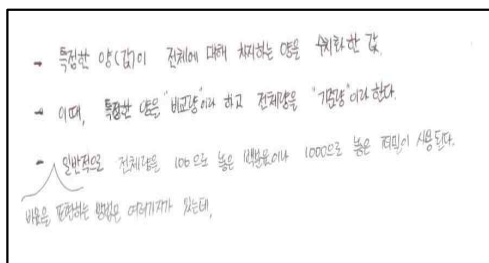 - 특정한 양(값)이 전체에 대해 차지하는 양을 수치화한 값.
- 이때, 특정한 양을 "비교량"이라 하고 전체량을 "기준량"이라 한다.
- 일반적으로 전체량을 100으로 놓은 백분율이나 1000으로 놓은 퍼밀이 사용된다.
비율을 표현하는 방법은 여러가지가 있는데,